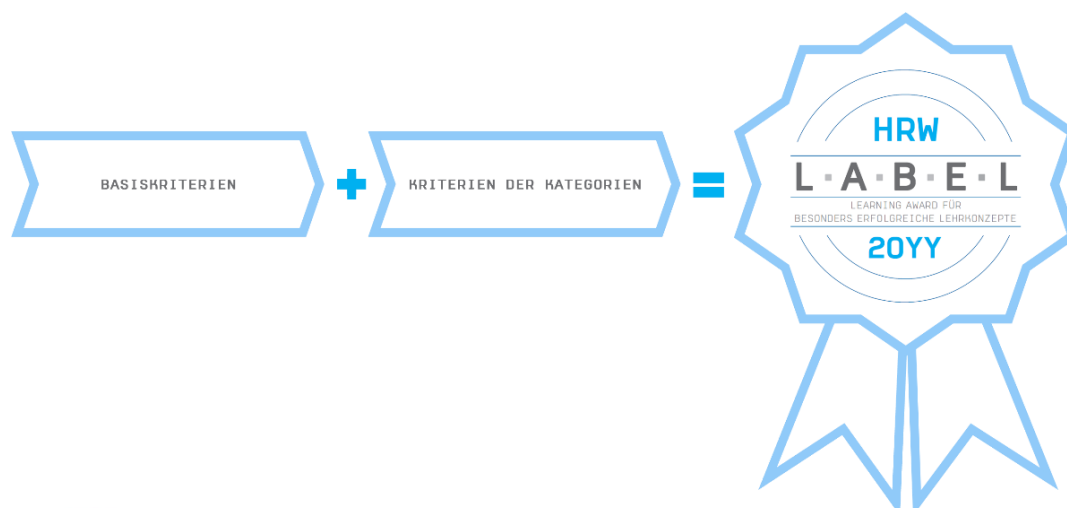 BASISKRITERIEN
+
KRITERIEN DER KATEGORIEN
=
HRW
L·A·B·E·L
LEARNING AWARD FÜR
BESONDERS ERFOLGREICHE LEHRKONZEPTE
20YY